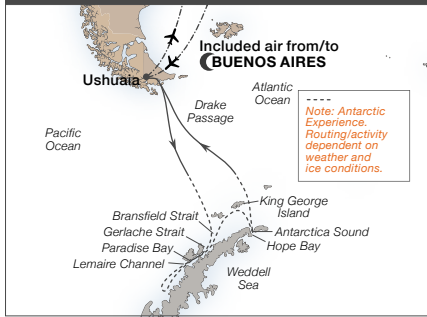 Included air from/to
BUENOS AIRES
Ushuaia
Atlantic
Ocean
Drake
Passage
Pacific
Ocean
Note: Antarctic
Experience.
Routing/activity
dependent on
weather and
ice conditions.
King George
Island
Bransfield Strait
Gerlache Strait
Antarctica Sound
Paradise Bay
Hope Bay
Lemaire Channel
Weddell
Sea